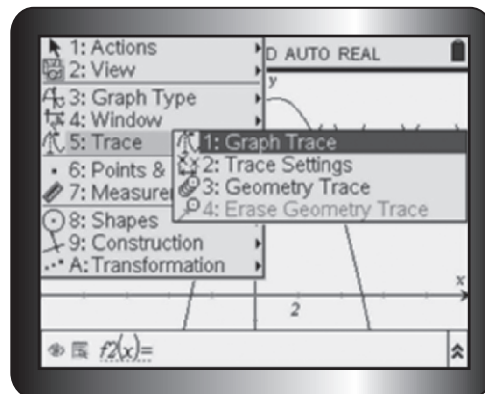 1: Actions
2: View
3: Graph Type
4: Window
5: Trace
6: Points &
7: Measure
8: Shapes
9: Construction
A: Transformation
1: Graph Trace
2: Trace Settings
3: Geometry Trace
4: Erase Geometry Trace
D AUTO REAL
y
x
2
f2(x)=